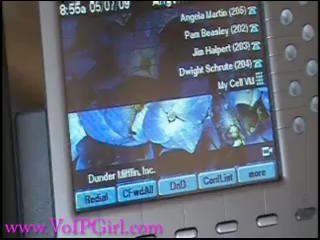 8:55a 05/07/09
Angela Martin (205)
Pam Beasley (202)
Jim Halpert (203)
Dwight Schrute (204)
My Cell VM
Dunder Mifflin, Inc.
Redial CFwdAll DnD ConfList more
www.VoIPGirl.com